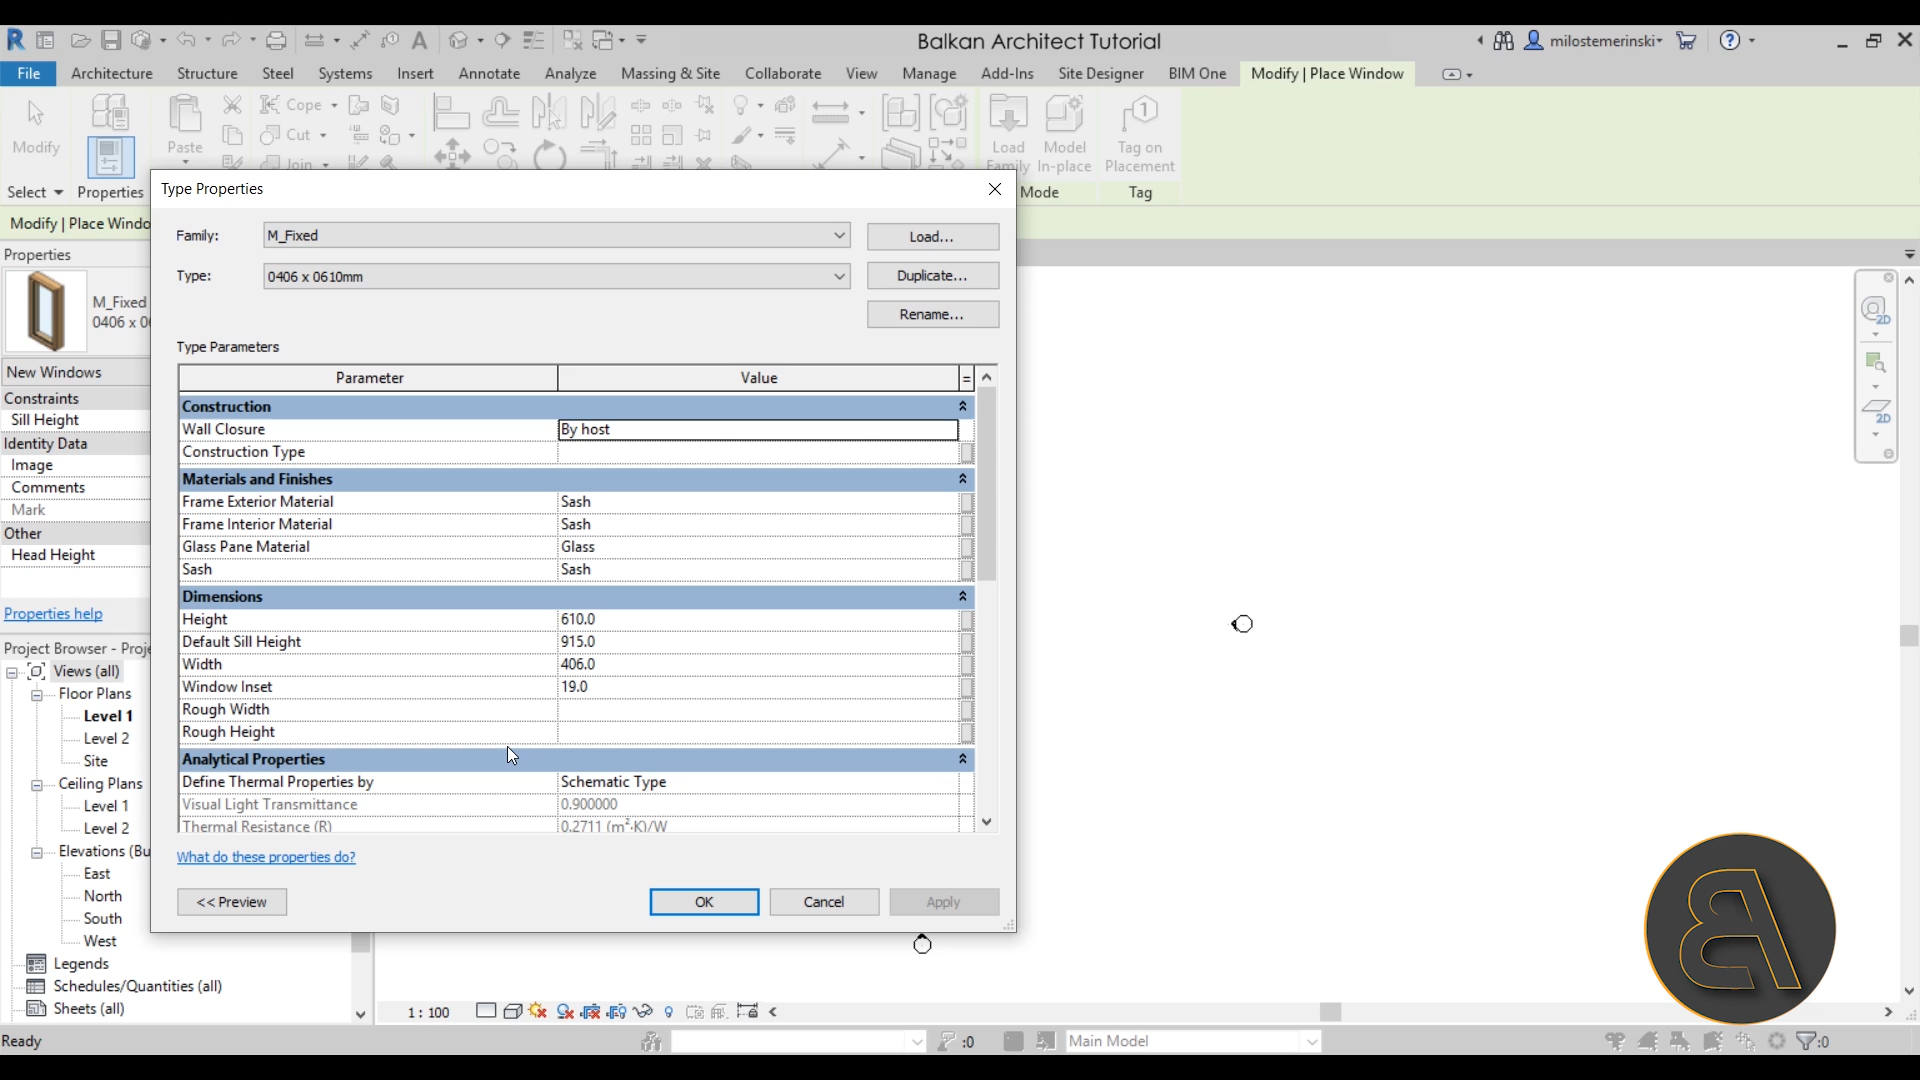 Balkan Architect Tutorial
milostemerinski
File Architecture Structure Steel Systems Insert Annotate Analyze Massing & Site Collaborate View Manage Add-Ins Site Designer BIM One Modify | Place Window
Modify
Paste
Cope
Cut
Join
Load
Family
Model
In-place
Tag on
Placement
Select Properties
Mode
Tag
Modify | Place Windo
Type Properties
Family: M_Fixed Load...
Type: 0406 x 0610mm Duplicate...
Rename...
Type Parameters
Parameter Value =
Construction
Wall Closure By host
Construction Type
Materials and Finishes
Frame Exterior Material Sash
Frame Interior Material Sash
Glass Pane Material Glass
Sash Sash
Dimensions
Height 610.0
Default Sill Height 915.0
Width 406.0
Window Inset 19.0
Rough Width
Rough Height
Analytical Properties
Define Thermal Properties by Schematic Type
Visual Light Transmittance 0.900000
Thermal Resistance (R) 0.2711 (m²·K)/W
What do these properties do?
<< Preview OK Cancel Apply
Properties
M_Fixed
0406 x 0
New Windows
Constraints
Sill Height
Identity Data
Image
Comments
Mark
Other
Head Height
Properties help
Project Browser - Proje
Views (all)
Floor Plans
Level 1
Level 2
Site
Ceiling Plans
Level 1
Level 2
Elevations (Bu
East
North
South
West
Legends
Schedules/Quantities (all)
Sheets (all)
2D
2D
1 : 100
Ready
:0
Main Model
:0